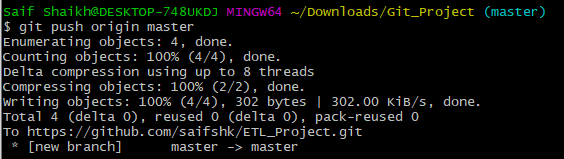 Saif Shaikh@DESKTOP-748UKDJ MINGW64 ~/Downloads/Git_Project (master)
$ git push origin master
Enumerating objects: 4, done.
Counting objects: 100% (4/4), done.
Delta compression using up to 8 threads
Compressing objects: 100% (2/2), done.
Writing objects: 100% (4/4), 302 bytes | 302.00 KiB/s, done.
Total 4 (delta 0), reused 0 (delta 0), pack-reused 0
To https://github.com/saifshk/ETL_Project.git
 * [new branch]      master -> master